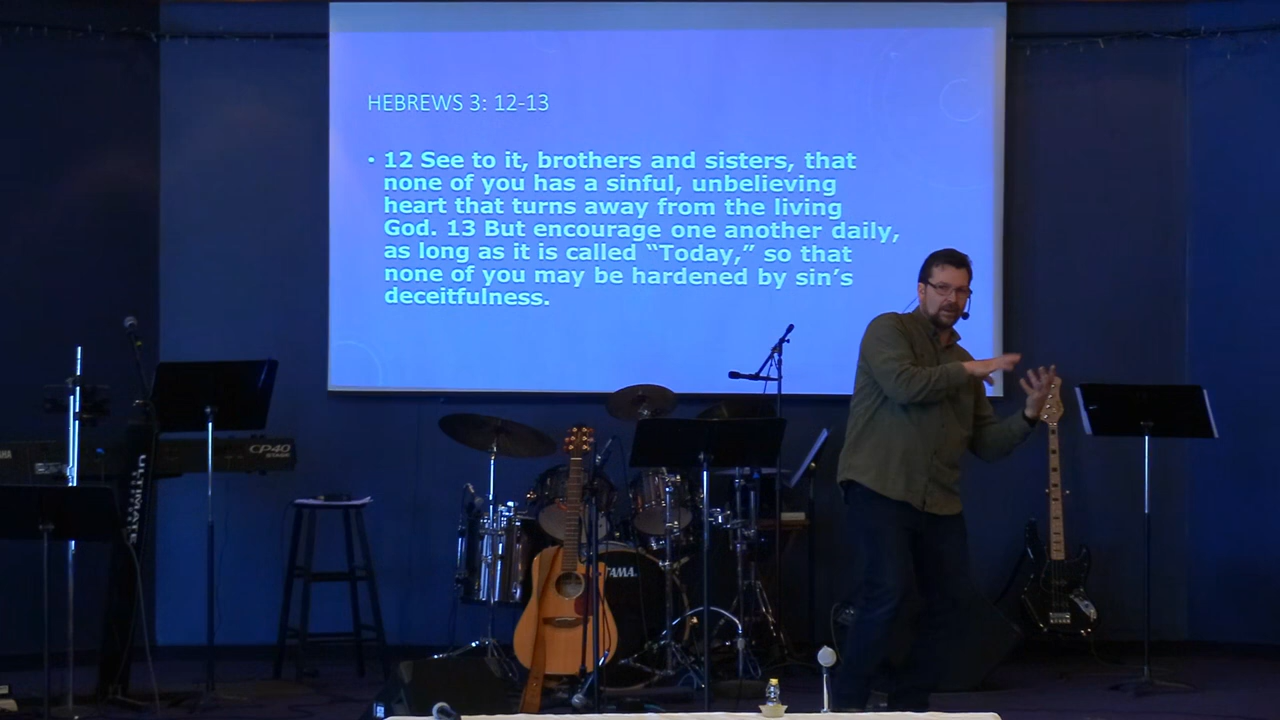 HEBREWS 3: 12-13
• 12 See to it, brothers and sisters, that
none of you has a sinful, unbelieving
heart that turns away from the living
God. 13 But encourage one another daily,
as long as it is called “Today,” so that
none of you may be hardened by sin’s
deceitfulness.
CP40
STAGE
TAMA